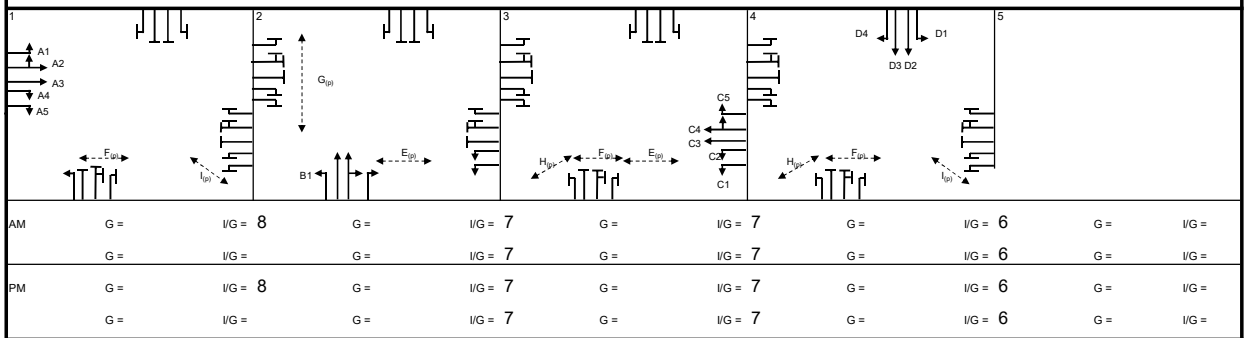 1 2 3 4 5
A1
A2
A3
A4
A5
G(p)
D4 D1
D3 D2
C5
C4
C3
C2
C1
F(p) I(p) B1 E(p) H(p) F(p) E(p) H(p) F(p) I(p)
AM G = I/G = 8 G = I/G = 7 G = I/G = 7 G = I/G = 6 G = I/G =
G = I/G = G = I/G = 7 G = I/G = 7 G = I/G = 6 G = I/G =
PM G = I/G = 8 G = I/G = 7 G = I/G = 7 G = I/G = 6 G = I/G =
G = I/G = G = I/G = 7 G = I/G = 7 G = I/G = 6 G = I/G =